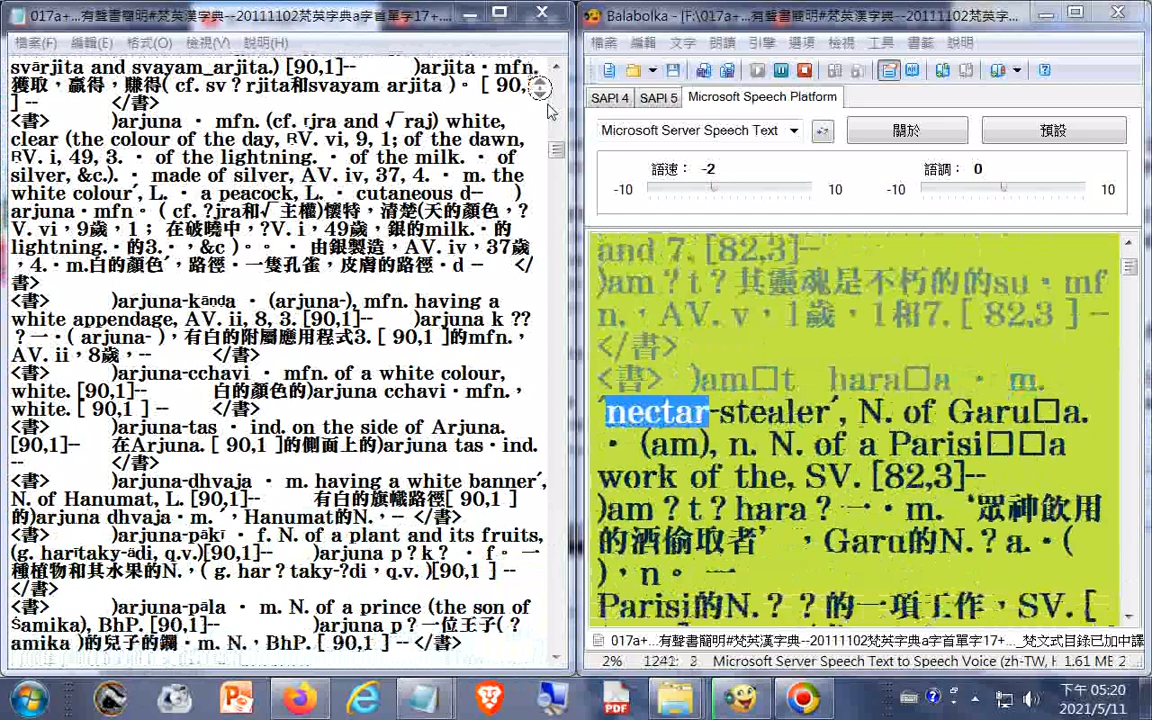 017a+...有聲書簡明#梵英漢字典--20111102梵英字典a字首單字17+...
檔案(F) 編輯(E) 格式(O) 檢視(V) 說明(H)
svārjita and svayam_arjita.) [90,1]-- )arjita・mfn.
獲取，贏得，賺得( cf. sv？rjita和svayam arjita )。[ 90,
] -- </書>
<書> )arjuna ・ mfn. (cf. ṛjra and √raj) white,
clear (the colour of the day, ṚV. vi, 9, 1; of the dawn,
ṚV. i, 49, 3. ・ of the lightning. ・ of the milk. ・ of
silver, &c.). ・ made of silver, AV. iv, 37, 4. ・ m. the
white colour′, L. ・ a peacock, L. ・ cutaneous d-- )
arjuna・mfn。( cf. ?jra和√主權)懷特，清楚(天的顏色，?
V. vi，9歲，1； 在破曉中，?V. i，49歲，銀的milk.・的
lightning.・的3.・，&c )。。・ 由銀製造，AV. iv，37歲
，4.・m.白的顏色′，路徑・一隻孔雀，皮膚的路徑・d -- </
書>
<書> )arjuna-kāṇḍa ・ (arjuna-), mfn. having a
white appendage, AV. ii, 8, 3. [90,1]-- )arjuna k ??
？一・( arjuna- )，有白的附屬應用程式3. [ 90,1 ]的mfn.，
AV. ii，8歲，-- </書>
<書> )arjuna-cchavi ・ mfn. of a white colour,
white. [90,1]-- 白的顏色的)arjuna cchavi・mfn.，
white. [ 90,1 ] -- </書>
<書> )arjuna-tas ・ ind. on the side of Arjuna.
[90,1]-- 在Arjuna. [ 90,1 ]的側面上的)arjuna tas・ind.
-- </書>
<書> )arjuna-dhvaja ・ m. having a white banner′,
N. of Hanumat, L. [90,1]-- 有白的旗幟路徑[ 90,1 ]
的)arjuna dhvaja・m.′，Hanumat的N.，-- </書>
<書> )arjuna-pākī ・ f. N. of a plant and its fruits,
(g. harītaky-ādi, q.v.)[90,1]-- )arjuna p？k？ ・ f。一
種植物和其水果的N.，( g. har？taky-?di，q.v. )[90,1 ] --
</書>
<書> )arjuna-pāla ・ m. N. of a prince (the son of
Śamika), BhP. [90,1]-- )arjuna p？一位王子(？
amika )的兒子的鑭・m. N.，BhP. [ 90,1 ] -- </書>
Balabolka - [F:\017a+...有聲書簡明#梵英漢字典--20111102梵英字...
檔案 編輯 文字 朗讀 引擎 選項 檢視 工具 書籤 說明
SAPI 4 SAPI 5 Microsoft Speech Platform
Microsoft Server Speech Text 關於 預設
語速： -2 語調： 0
-10 10 -10 10
and 7. [82,3]--
)am？t？其靈魂是不朽的的su・mf
n.，AV. v，1歲，1和7. [ 82,3 ] --
</書>
<書> )am□t hara□a ・ m.
′nectar-stealer′, N. of Garu□a.
・ (am), n. N. of a Parisi□□a
work of the, SV. [82,3]--
)am？t？hara？一・m.‘眾神飲用
的酒偷取者’，Garu的N.？a.・(
)，n。一
Parisi的N.？？的一項工作，SV. [
017a+...有聲書簡明#梵英漢字典--20111102梵英字典a字首單字17+..._梵文式目錄已加中譯
2% 1241: 2 Microsoft Server Speech Text to Speech Voice (zh-TW, H 1.61 MB 2
下午 05:20
2021/5/11